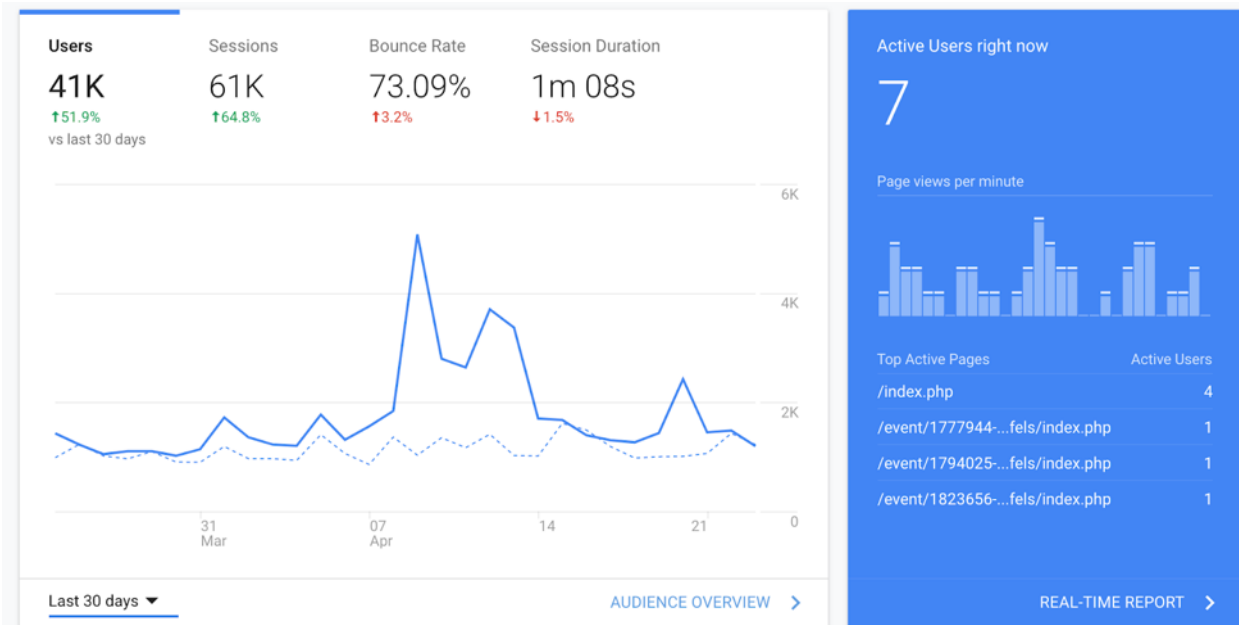 Users Sessions Bounce Rate Session Duration
41K 61K 73.09% 1m 08s
↑51.9% ↑64.8% ↑3.2% ↓1.5%
vs last 30 days
6K
4K
2K
0
31 07 14 21
Mar Apr
Last 30 days
AUDIENCE OVERVIEW
Active Users right now
7
Page views per minute
Top Active Pages Active Users
/index.php 4
/event/1777944-...fels/index.php 1
/event/1794025-...fels/index.php 1
/event/1823656-...fels/index.php 1
REAL-TIME REPORT